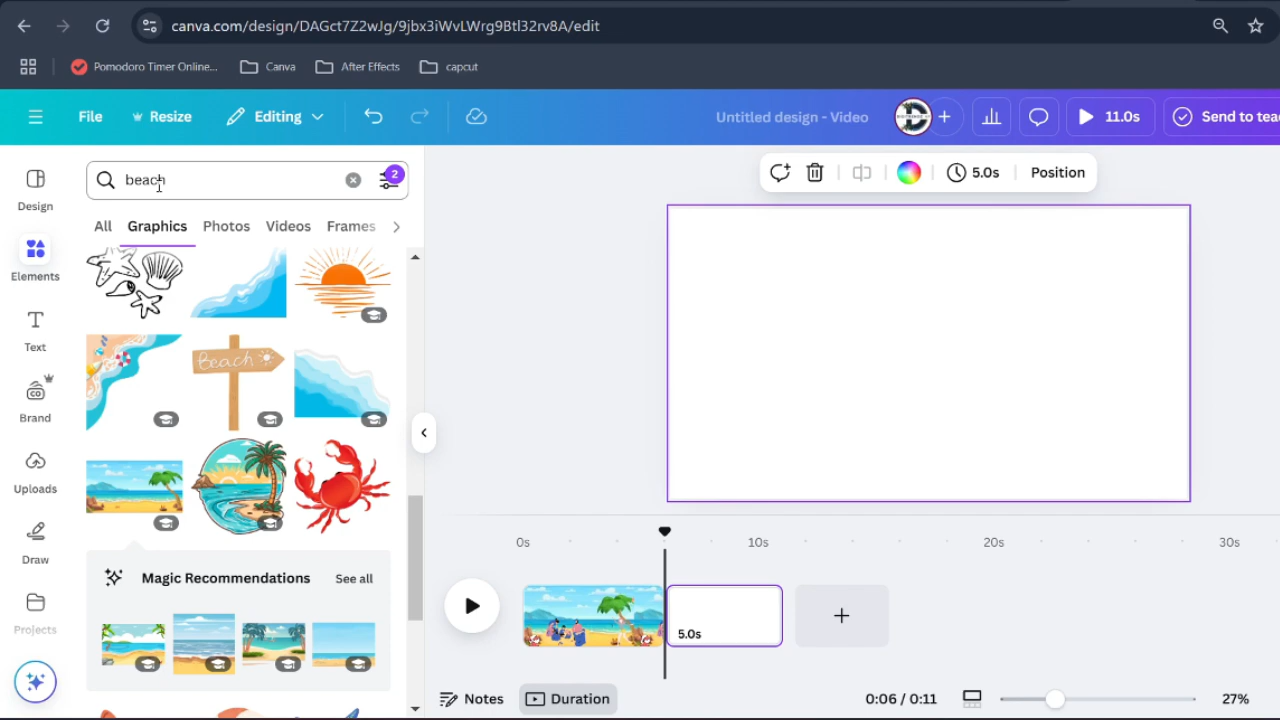 canva.com/design/DAGct7Z2wJg/9jbx3iWvLWrg9Btl32rv8A/edit
Pomodoro Timer Online...
Canva
After Effects
capcut
File
Resize
Editing
Untitled design - Video
11.0s
Send to tea
Design
Elements
Text
Brand
CO
Uploads
Draw
Projects
beach
2
All
Graphics
Photos
Videos
Frames
Beach
Magic Recommendations
See all
5.0s
Position
0s
10s
20s
30s
5.0s
Notes
Duration
0:06 / 0:11
27%